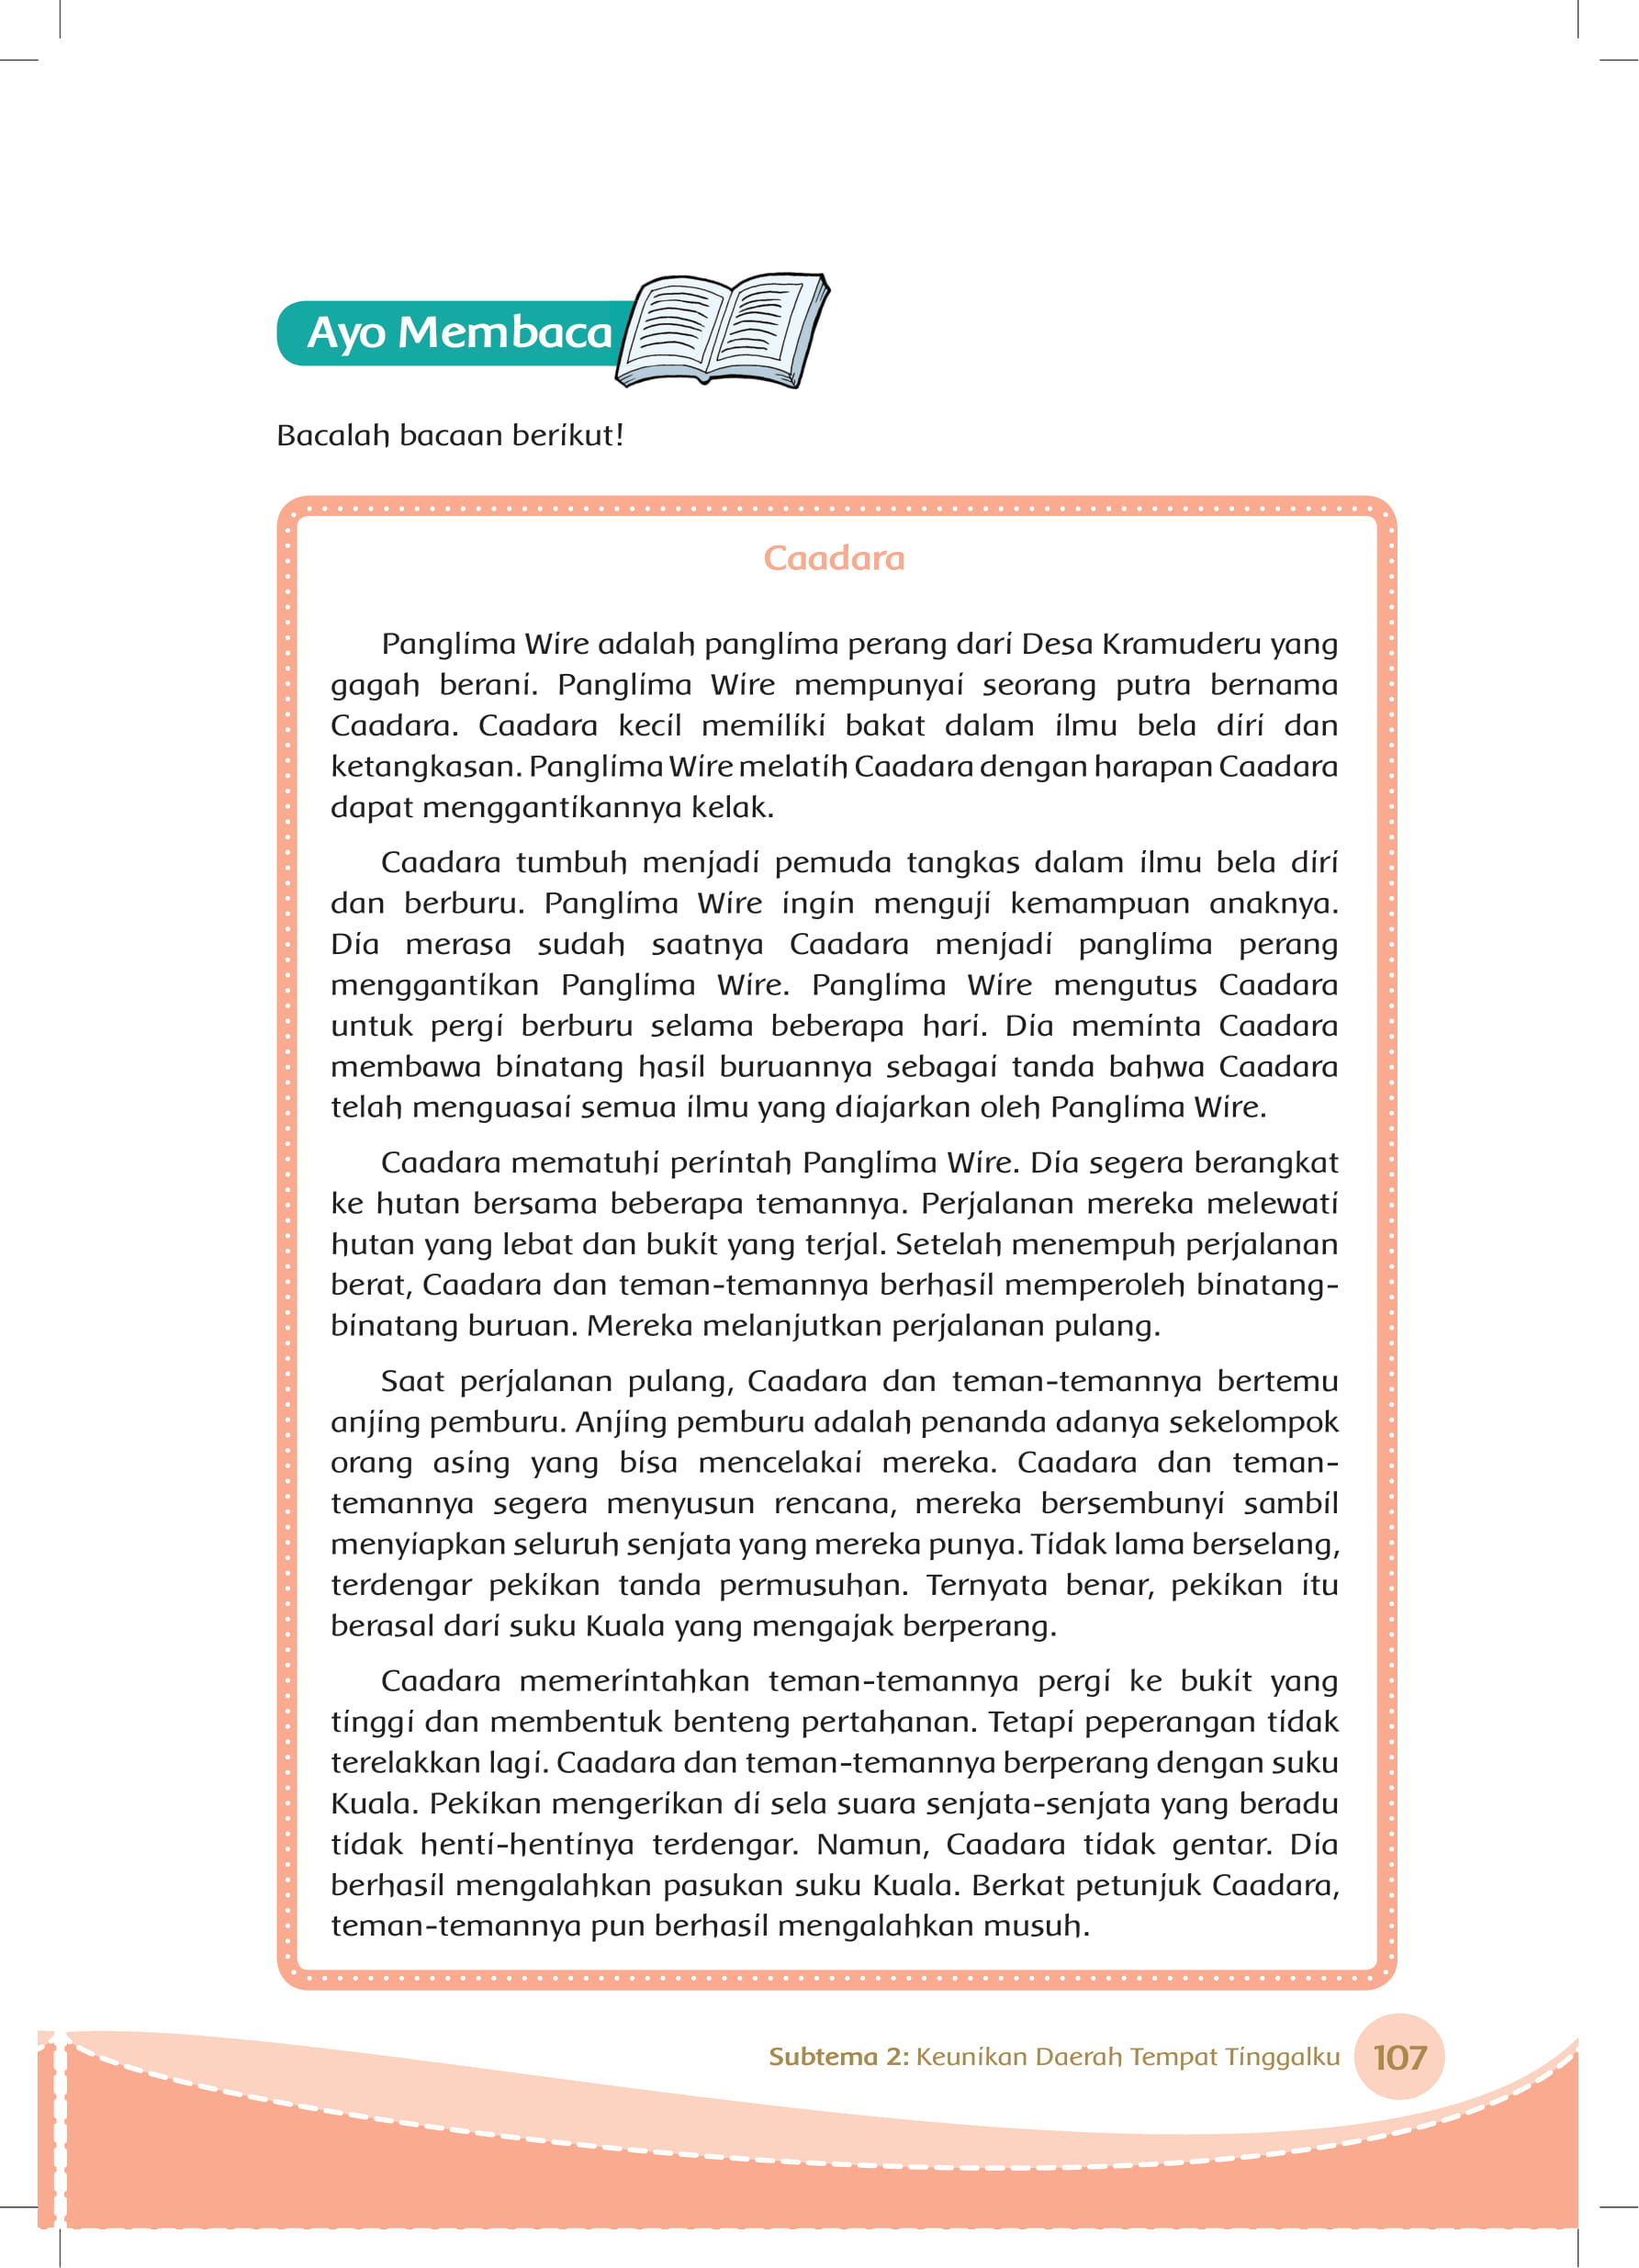 Ayo Membaca
Bacalah bacaan berikut!
Caadara
Panglima Wire adalah panglima perang dari Desa Kramuderu yang
gagah berani. Panglima Wire mempunyai seorang putra bernama
Caadara. Caadara kecil memiliki bakat dalam ilmu bela diri dan
ketangkasan. Panglima Wire melatih Caadara dengan harapan Caadara
dapat menggantikannya kelak.
Caadara tumbuh menjadi pemuda tangkas dalam ilmu bela diri
dan berburu. Panglima Wire ingin menguji kemampuan anaknya.
Dia merasa sudah saatnya Caadara menjadi panglima perang
menggantikan Panglima Wire. Panglima Wire mengutus Caadara
untuk pergi berburu selama beberapa hari. Dia meminta Caadara
membawa binatang hasil buruannya sebagai tanda bahwa Caadara
telah menguasai semua ilmu yang diajarkan oleh Panglima Wire.
Caadara mematuhi perintah Panglima Wire. Dia segera berangkat
ke hutan bersama beberapa temannya. Perjalanan mereka melewati
hutan yang lebat dan bukit yang terjal. Setelah menempuh perjalanan
berat, Caadara dan teman-temannya berhasil memperoleh binatang-
binatang buruan. Mereka melanjutkan perjalanan pulang.
Saat perjalanan pulang, Caadara dan teman-temannya bertemu
anjing pemburu. Anjing pemburu adalah penanda adanya sekelompok
orang asing yang bisa mencelakai mereka. Caadara dan teman-
temannya segera menyusun rencana, mereka bersembunyi sambil
menyiapkan seluruh senjata yang mereka punya. Tidak lama berselang,
terdengar pekikan tanda permusuhan. Ternyata benar, pekikan itu
berasal dari suku Kuala yang mengajak berperang.
Caadara memerintahkan teman-temannya pergi ke bukit yang
tinggi dan membentuk benteng pertahanan. Tetapi peperangan tidak
terelakkan lagi. Caadara dan teman-temannya berperang dengan suku
Kuala. Pekikan mengerikan di sela suara senjata-senjata yang beradu
tidak henti-hentinya terdengar. Namun, Caadara tidak gentar. Dia
berhasil mengalahkan pasukan suku Kuala. Berkat petunjuk Caadara,
teman-temannya pun berhasil mengalahkan musuh.
Subtema 2: Keunikan Daerah Tempat Tinggalku 107